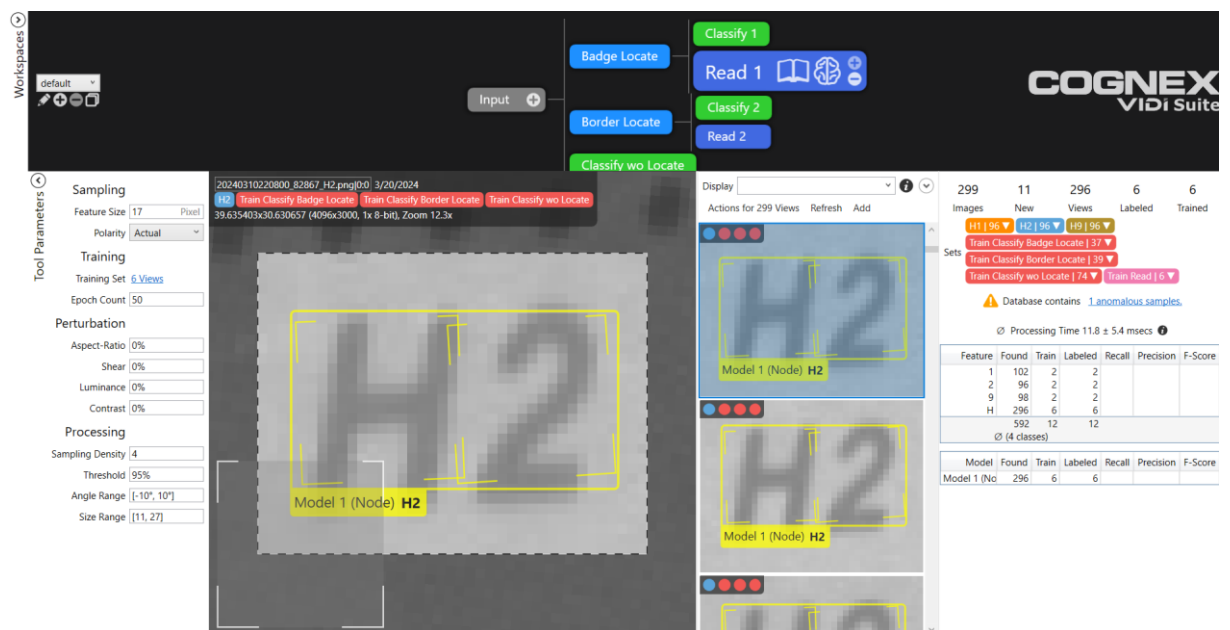 Workspaces
default
Input
Badge Locate
Classify 1
Read 1
Border Locate
Classify 2
Read 2
Classify wo Locate
COGNEX
VIDI Suite
Tool Parameters
Sampling
Feature Size 17 Pixel
Polarity Actual
Training
Training Set 6 Views
Epoch Count 50
Perturbation
Aspect-Ratio 0%
Shear 0%
Luminance 0%
Contrast 0%
Processing
Sampling Density 4
Threshold 95%
Angle Range [-10°, 10°]
Size Range [11, 27]
20240310220800_82867_H2.png|0:0 3/20/2024
H2 Train Classify Badge Locate Train Classify Border Locate Train Classify wo Locate
39.635403x30.630657 (4096x3000, 1x 8-bit), Zoom 12.3x
H2
Model 1 (Node) H2
Display
Actions for 299 Views Refresh Add
H2
Model 1 (Node) H2
H2
Model 1 (Node) H2
299 11 296 6 6
Images New Views Labeled Trained
Sets
H1 | 96 H2 | 96 H9 | 96
Train Classify Badge Locate | 37
Train Classify Border Locate | 39
Train Classify wo Locate | 74 Train Read | 6
Database contains 1 anomalous samples.
Ø Processing Time 11.8 ± 5.4 msecs
Feature Found Train Labeled Recall Precision F-Score
1 102 2 2
2 96 2 2
9 98 2 2
H 296 6 6
592 12 12
Ø (4 classes)
Model Found Train Labeled Recall Precision F-Score
Model 1 (No 296 6 6